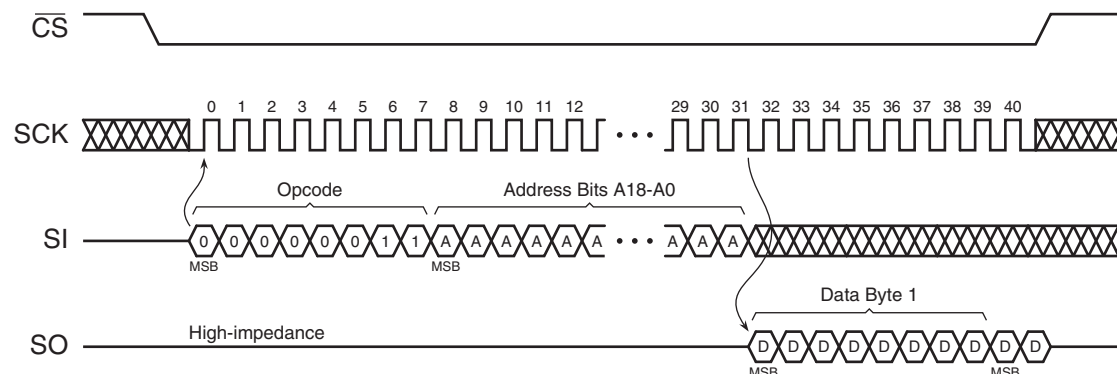 CS
0 1 2 3 4 5 6 7 8 9 10 11 12 29 30 31 32 33 34 35 36 37 38 39 40
SCK
Opcode Address Bits A18-A0
SI 0 0 0 0 0 0 1 1 A A A A A A A A A
MSB MSB
Data Byte 1
High-impedance
SO D D D D D D D D D D
MSB MSB